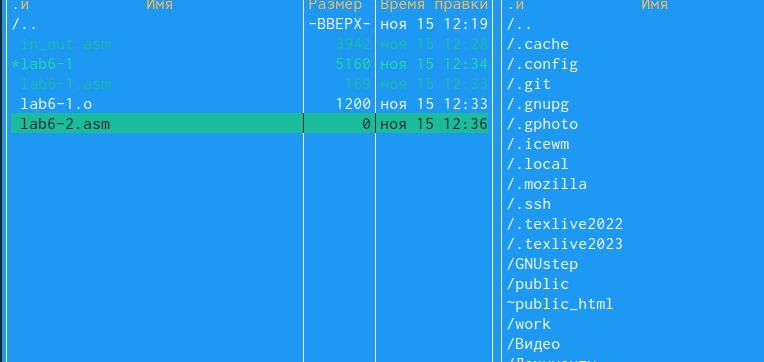 .и Имя Размер Время правки
/.. -ВВЕРХ- ноя 15 12:19
in_out.asm 3942 ноя 15 12:28
*lab6-1 5160 ноя 15 12:34
lab6-1.asm 169 ноя 15 12:33
lab6-1.o 1200 ноя 15 12:33
lab6-2.asm 0 ноя 15 12:36
.и Имя
/..
/.cache
/.config
/.git
/.gnupg
/.gphoto
/.icewm
/.local
/.mozilla
/.ssh
/.texlive2022
/.texlive2023
/GNUstep
/public
~public_html
/work
/Видео